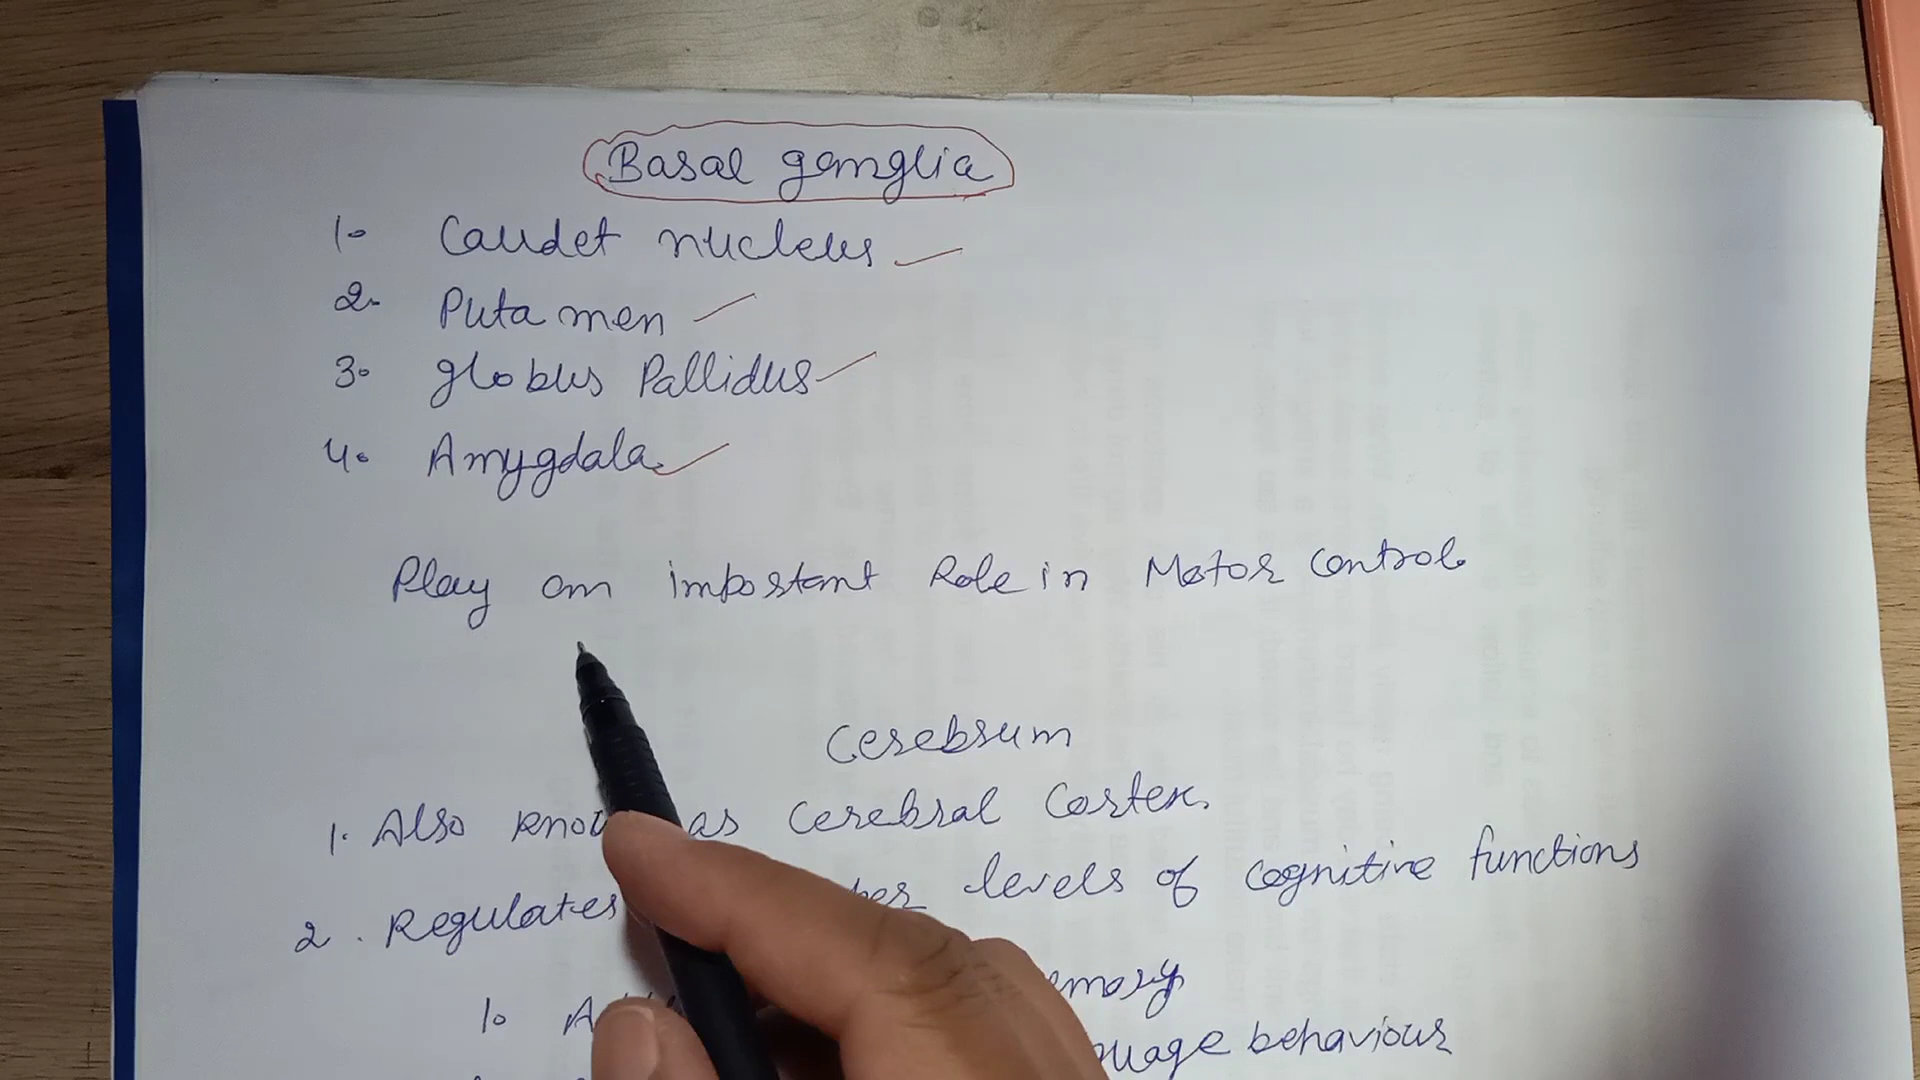 Basal ganglia
1. Caudet nucleus
2. Putamen
3. globus Pallidus
4. Amygdala
Play an important Role in Motor control.
Cerebrum
1. Also as cerebral cortex.
2. Regulates levels of cognitive functions
1.
behaviour